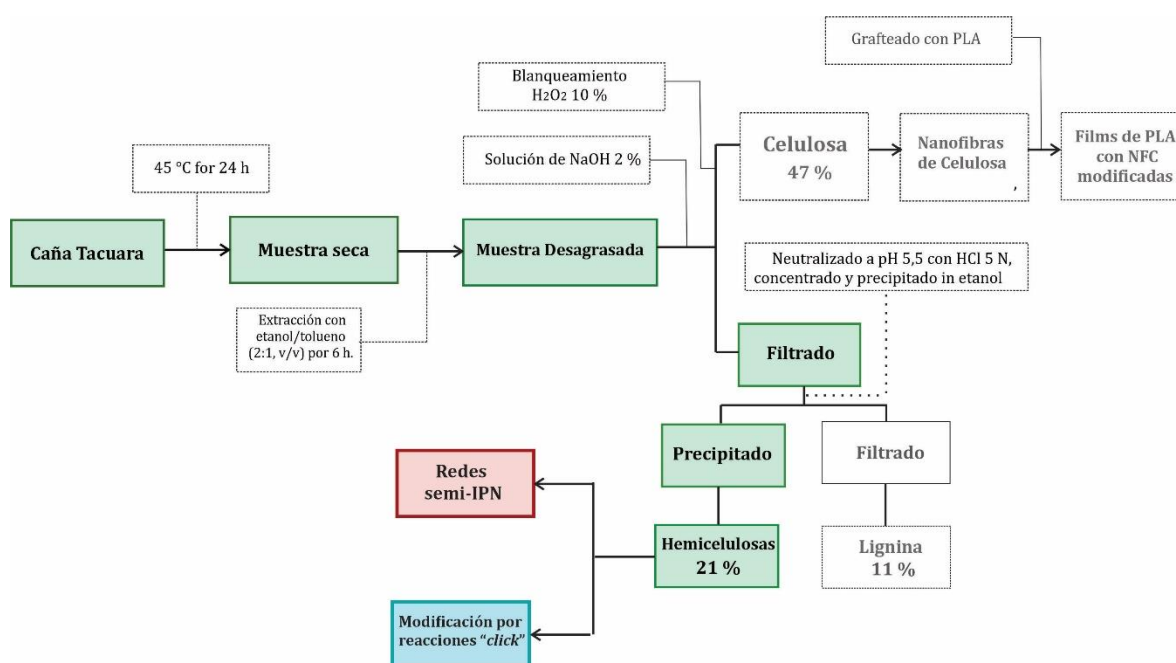 Grafteado con PLA
Blanqueamiento
H2O2 10 %
Celulosa
47 %
Nanofibras
de Celulosa
,
Films de PLA
con NFC
modificadas
45 °C for 24 h
Solución de NaOH 2 %
Caña Tacuara
Muestra seca
Muestra Desagrasada
Neutralizado a pH 5,5 con HCl 5 N,
concentrado y precipitado in etanol
Extracción con
etanol/tolueno
(2:1, v/v) por 6 h.
Filtrado
Precipitado
Filtrado
Redes
semi-IPN
Hemicelulosas
21 %
Lignina
11 %
Modificación por
reacciones “click”